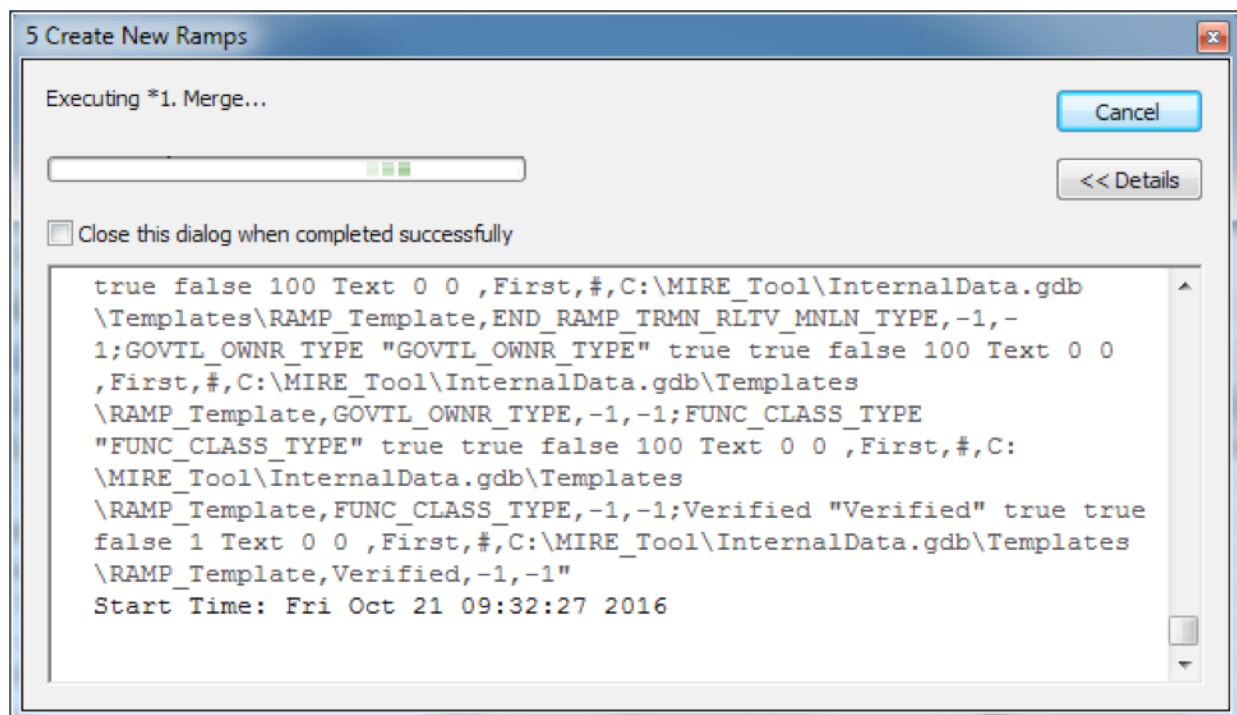 5 Create New Ramps
Executing *1. Merge...
Cancel
<< Details
Close this dialog when completed successfully
true false 100 Text 0 0 ,First,#,C:\MIRE_Tool\InternalData.gdb
\Templates\RAMP_Template,END_RAMP_TRMN_RLTV_MNLN_TYPE,-1,-
1;GOVTL_OWNR_TYPE "GOVTL_OWNR_TYPE" true true false 100 Text 0 0
,First,#,C:\MIRE_Tool\InternalData.gdb\Templates
\RAMP_Template,GOVTL_OWNR_TYPE,-1,-1;FUNC_CLASS_TYPE
"FUNC_CLASS_TYPE" true true false 100 Text 0 0 ,First,#,C:
\MIRE_Tool\InternalData.gdb\Templates
\RAMP_Template,FUNC_CLASS_TYPE,-1,-1;Verified "Verified" true true
false 1 Text 0 0 ,First,#,C:\MIRE_Tool\InternalData.gdb\Templates
\RAMP_Template,Verified,-1,-1"
Start Time: Fri Oct 21 09:32:27 2016